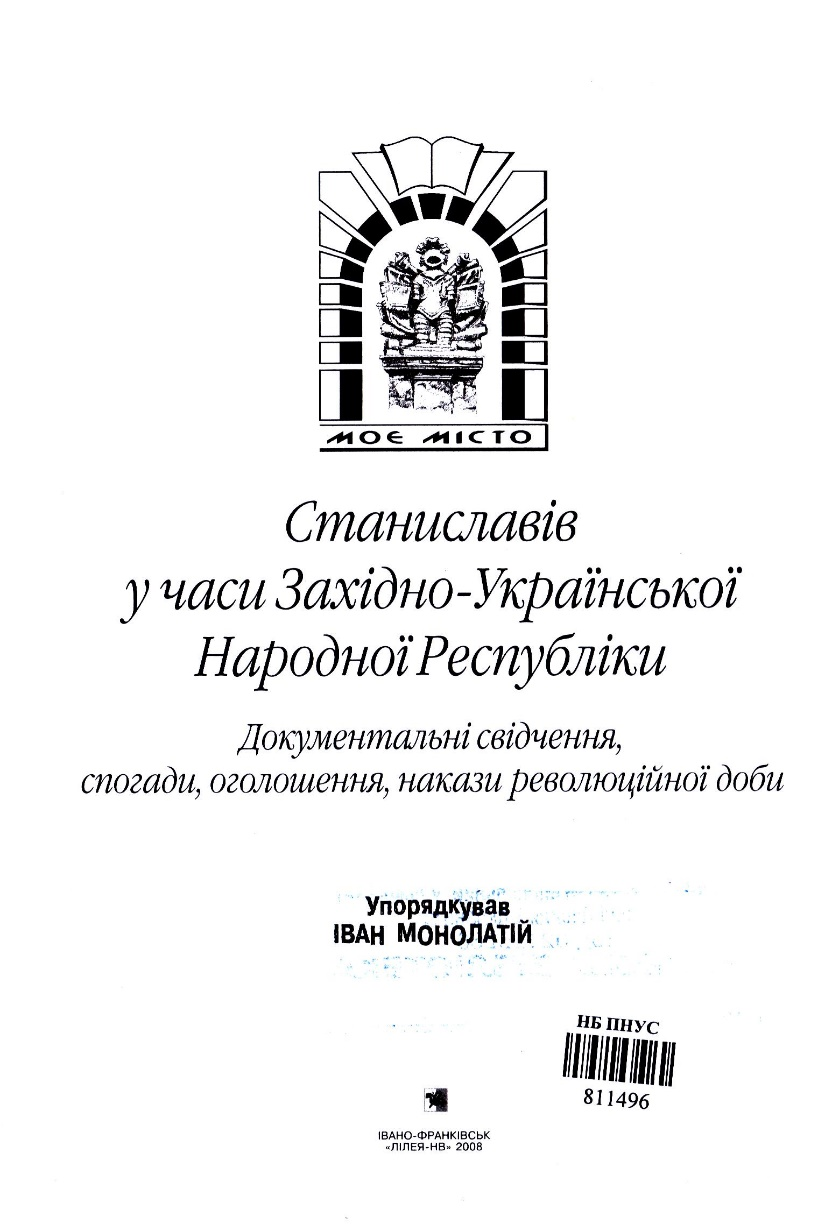 МОЄ МІСТО
Станиславів
у часи Західно-Української
Народної Республіки
Документальні свідчення,
спогади, оголошення, накази революційної доби
Упорядкував
ІВАН МОНОЛАТІЙ
НБ ПНУС
811496
ІВАНО-ФРАНКІВСЬК
«ЛІЛЕЯ-НВ» 2008